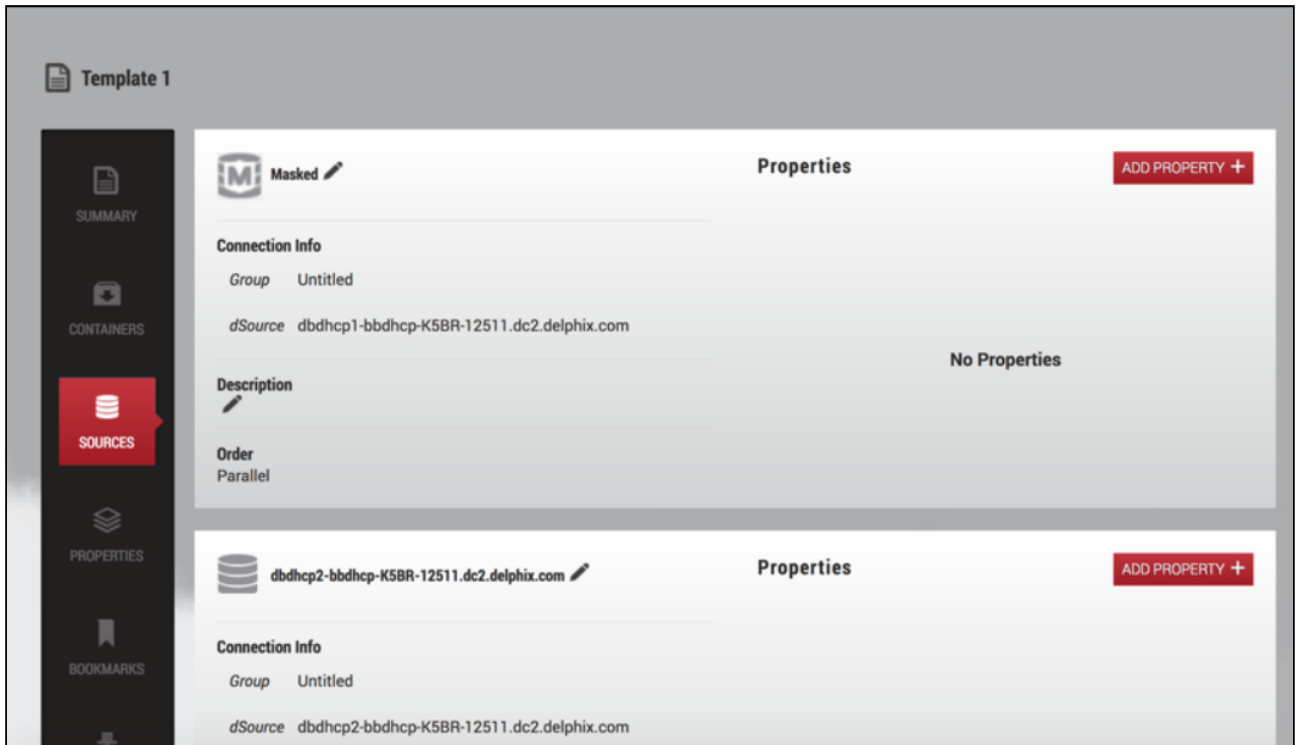 Template 1
SUMMARY
CONTAINERS
SOURCES
PROPERTIES
BOOKMARKS
M
Masked
Properties
ADD PROPERTY +
Connection Info
Group Untitled
dSource dbdhcp1-bbdhcp-K5BR-12511.dc2.delphix.com
No Properties
Description
Order
Parallel
dbdhcp2-bbdhcp-K5BR-12511.dc2.delphix.com
Properties
ADD PROPERTY +
Connection Info
Group Untitled
dSource dbdhcp2-bbdhcp-K5BR-12511.dc2.delphix.com